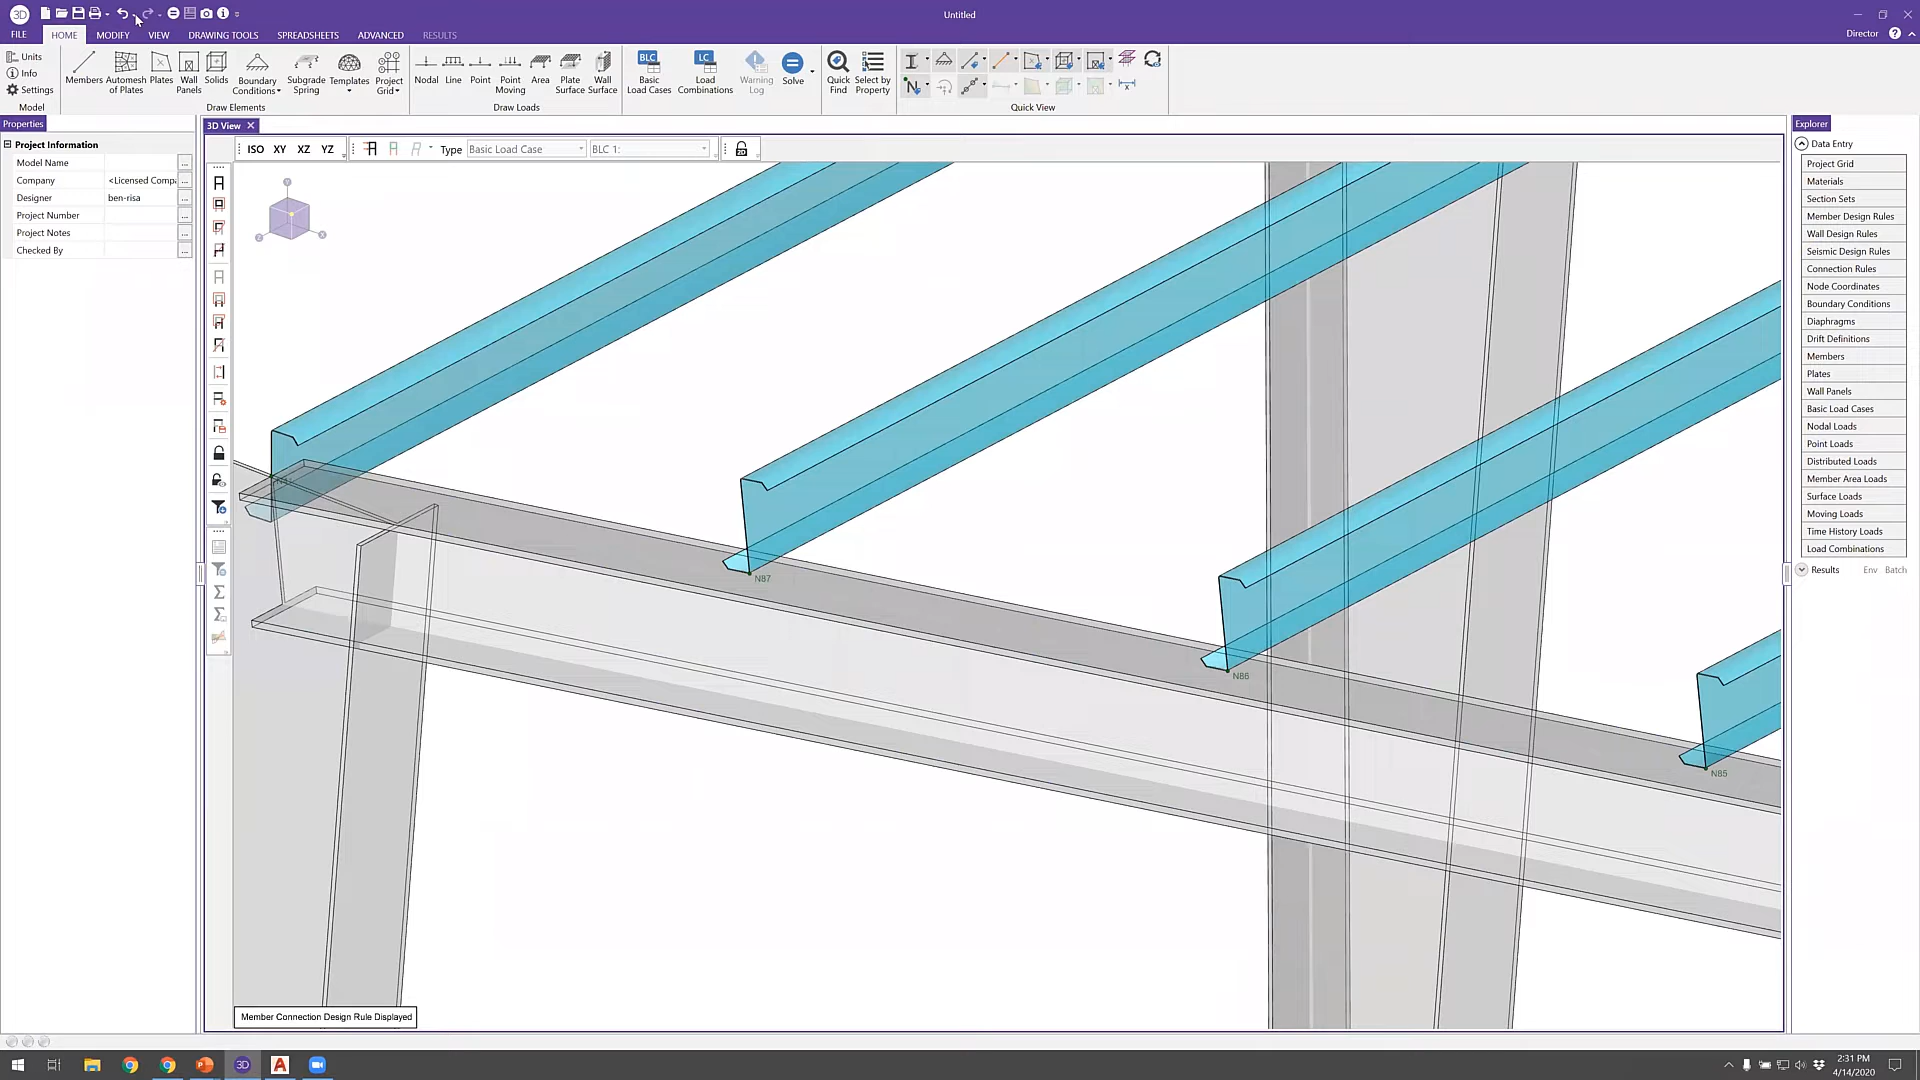 3D
Untitled
FILE HOME MODIFY VIEW DRAWING TOOLS SPREADSHEETS ADVANCED RESULTS
Director
Units
Info
Settings
Model
Members
Automesh of Plates
Plates
Wall Panels
Solids
Boundary Conditions
Subgrade Spring
Templates
Project Grid
Draw Elements
Nodal
Line
Point
Point Moving
Area
Plate Surface
Wall Surface
Draw Loads
BLC
Basic Load Cases
LC
Load Combinations
Warning Log
Solve
Quick Find
Select by Property
Quick View
Properties
Project Information
Model Name
Company <Licensed Compa
Designer ben-risa
Project Number
Project Notes
Checked By
3D View
ISO XY XZ YZ Type Basic Load Case BLC 1:
Y
Z
X
N87
N86
N85
Member Connection Design Rule Displayed
Explorer
Data Entry
Project Grid
Materials
Section Sets
Member Design Rules
Wall Design Rules
Seismic Design Rules
Connection Rules
Node Coordinates
Boundary Conditions
Diaphragms
Drift Definitions
Members
Plates
Wall Panels
Basic Load Cases
Nodal Loads
Point Loads
Distributed Loads
Member Area Loads
Surface Loads
Moving Loads
Time History Loads
Load Combinations
Results Env Batch
3D
2:31 PM
4/14/2020